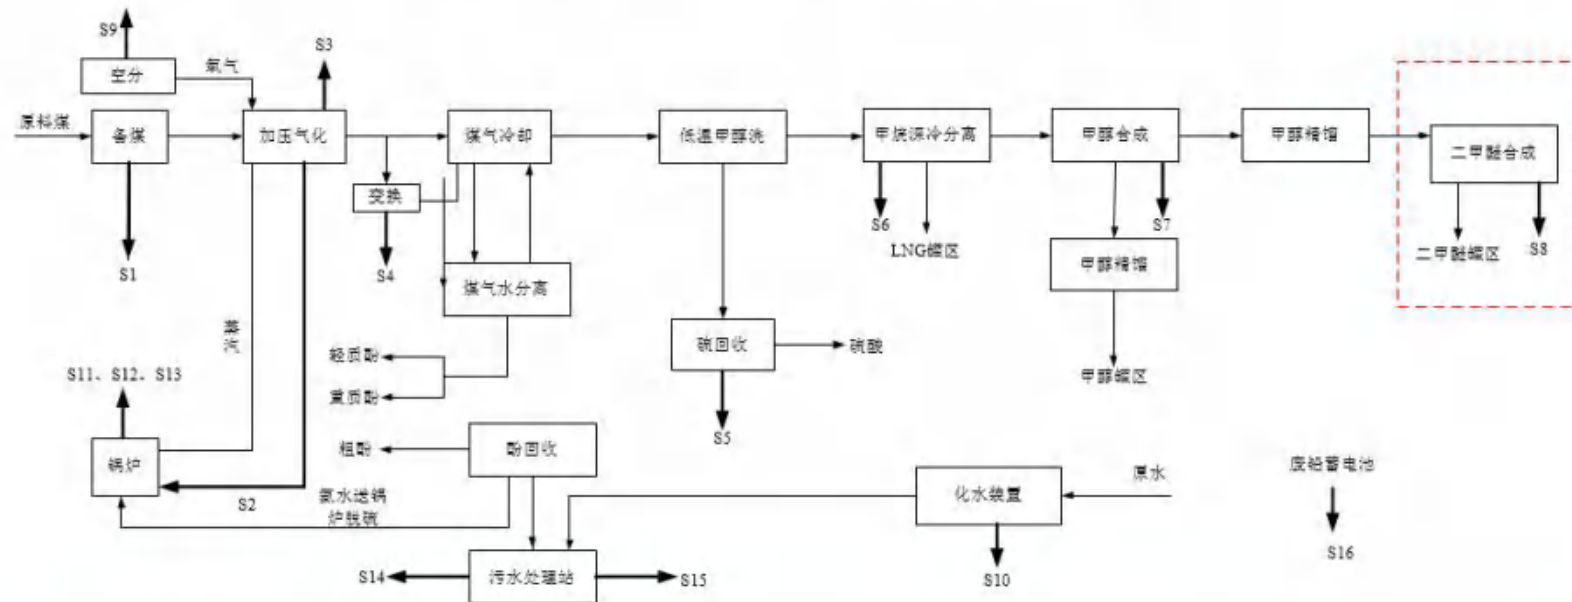 S9
S3
空分
氧气
原料煤
备煤
加压气化
煤气冷却
低温甲醇洗
甲烷深冷分离
甲醇合成
甲醇精馏
二甲醚合成
变换
S1
S4
S6
LNG罐区
S7
二甲醚罐区
S8
煤气水分离
甲醇精馏
蒸汽
硫回收
硫酸
轻质酚
重质酚
甲醇罐区
S11、S12、S13
S5
锅炉
粗酚
酚回收
S2
氨水送锅
炉脱硫
化水装置
原水
废铅蓄电池
S16
S14
污水处理站
S15
S10